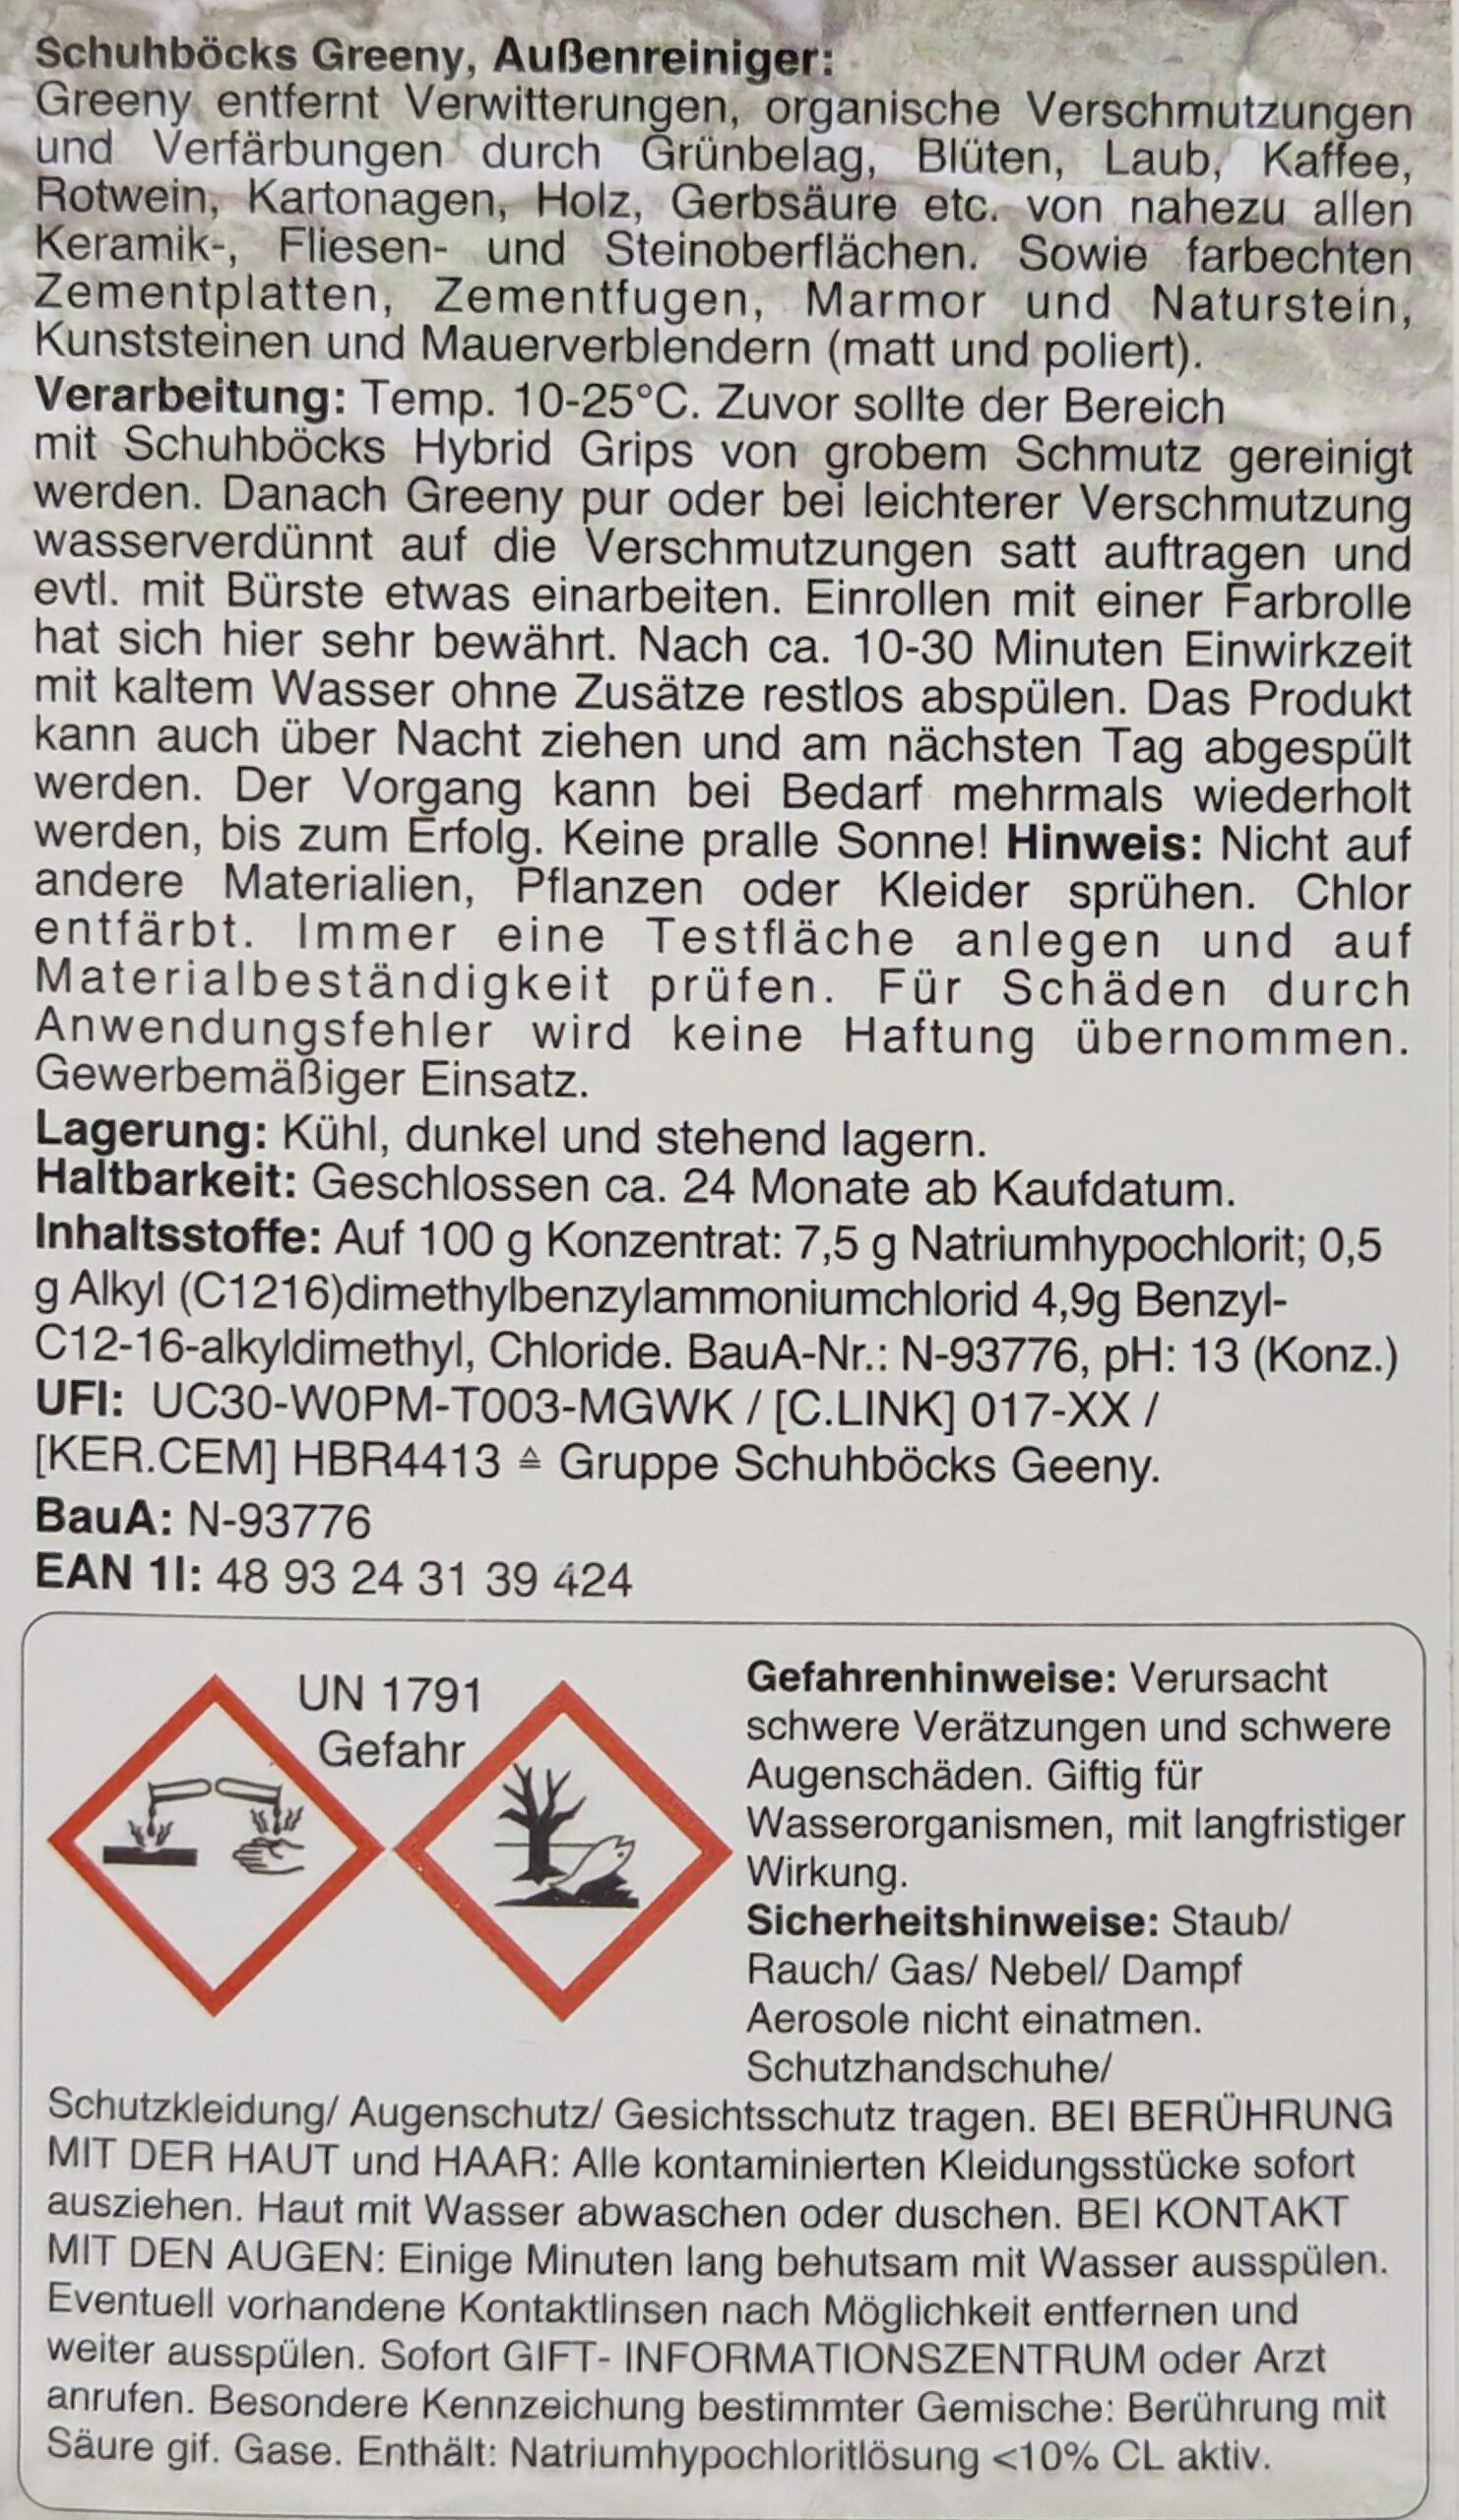 Schuhböcks Greeny, Außenreiniger:
Greeny entfernt Verwitterungen, organische Verschmutzungen
und Verfärbungen durch Grünbelag, Blüten, Laub, Kaffee,
Rotwein, Kartonagen, Holz, Gerbsäure etc. von nahezu allen
Keramik-, Fliesen- und Steinoberflächen. Sowie farbechten
Zementplatten, Zementfugen, Marmor und Naturstein,
Kunststeinen und Mauerverblendern (matt und poliert).
Verarbeitung: Temp. 10-25°C. Zuvor sollte der Bereich
mit Schuhböcks Hybrid Grips von grobem Schmutz gereinigt
werden. Danach Greeny pur oder bei leichterer Verschmutzung
wasserverdünnt auf die Verschmutzungen satt auftragen und
evtl. mit Bürste etwas einarbeiten. Einrollen mit einer Farbrolle
hat sich hier sehr bewährt. Nach ca. 10-30 Minuten Einwirkzeit
mit kaltem Wasser ohne Zusätze restlos abspülen. Das Produkt
kann auch über Nacht ziehen und am nächsten Tag abgespült
werden. Der Vorgang kann bei Bedarf mehrmals wiederholt
werden, bis zum Erfolg. Keine pralle Sonne! Hinweis: Nicht auf
andere Materialien, Pflanzen oder Kleider sprühen. Chlor
entfärbt. Immer eine Testfläche anlegen und auf
Materialbeständigkeit prüfen. Für Schäden durch
Anwendungsfehler wird keine Haftung übernommen.
Gewerbemäßiger Einsatz.
Lagerung: Kühl, dunkel und stehend lagern.
Haltbarkeit: Geschlossen ca. 24 Monate ab Kaufdatum.
Inhaltsstoffe: Auf 100 g Konzentrat: 7,5 g Natriumhypochlorit; 0,5
g Alkyl (C1216)dimethylbenzylammoniumchlorid 4,9g Benzyl-
C12-16-alkyldimethyl, Chloride. BauA-Nr.: N-93776, pH: 13 (Konz.)
UFI: UC30-W0PM-T003-MGWK / [C.LINK] 017-XX /
[KER.CEM] HBR4413 ≙ Gruppe Schuhböcks Geeny.
BauA: N-93776
EAN 1l: 48 93 24 31 39 424
UN 1791
Gefahr
Gefahrenhinweise: Verursacht
schwere Verätzungen und schwere
Augenschäden. Giftig für
Wasserorganismen, mit langfristiger
Wirkung.
Sicherheitshinweise: Staub/
Rauch/ Gas/ Nebel/ Dampf
Aerosole nicht einatmen.
Schutzhandschuhe/
Schutzkleidung/ Augenschutz/ Gesichtsschutz tragen. BEI BERÜHRUNG
MIT DER HAUT und HAAR: Alle kontaminierten Kleidungsstücke sofort
ausziehen. Haut mit Wasser abwaschen oder duschen. BEI KONTAKT
MIT DEN AUGEN: Einige Minuten lang behutsam mit Wasser ausspülen.
Eventuell vorhandene Kontaktlinsen nach Möglichkeit entfernen und
weiter ausspülen. Sofort GIFT- INFORMATIONSZENTRUM oder Arzt
anrufen. Besondere Kennzeichung bestimmter Gemische: Berührung mit
Säure gif. Gase. Enthält: Natriumhypochloritlösung <10% CL aktiv.